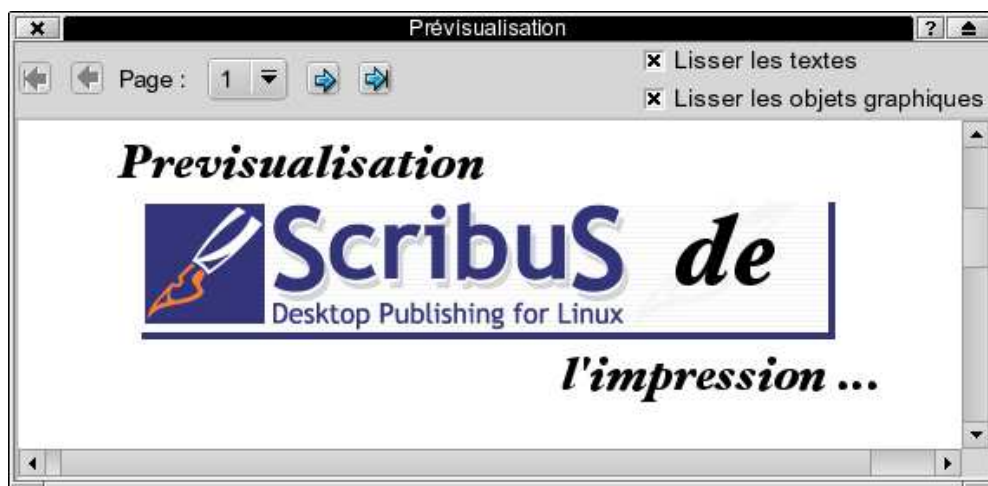 Prévisualisation
?
Page : 1
Lisser les textes
Lisser les objets graphiques
Previsualisation
ScribuS
de
Desktop Publishing for Linux
l'impression ...